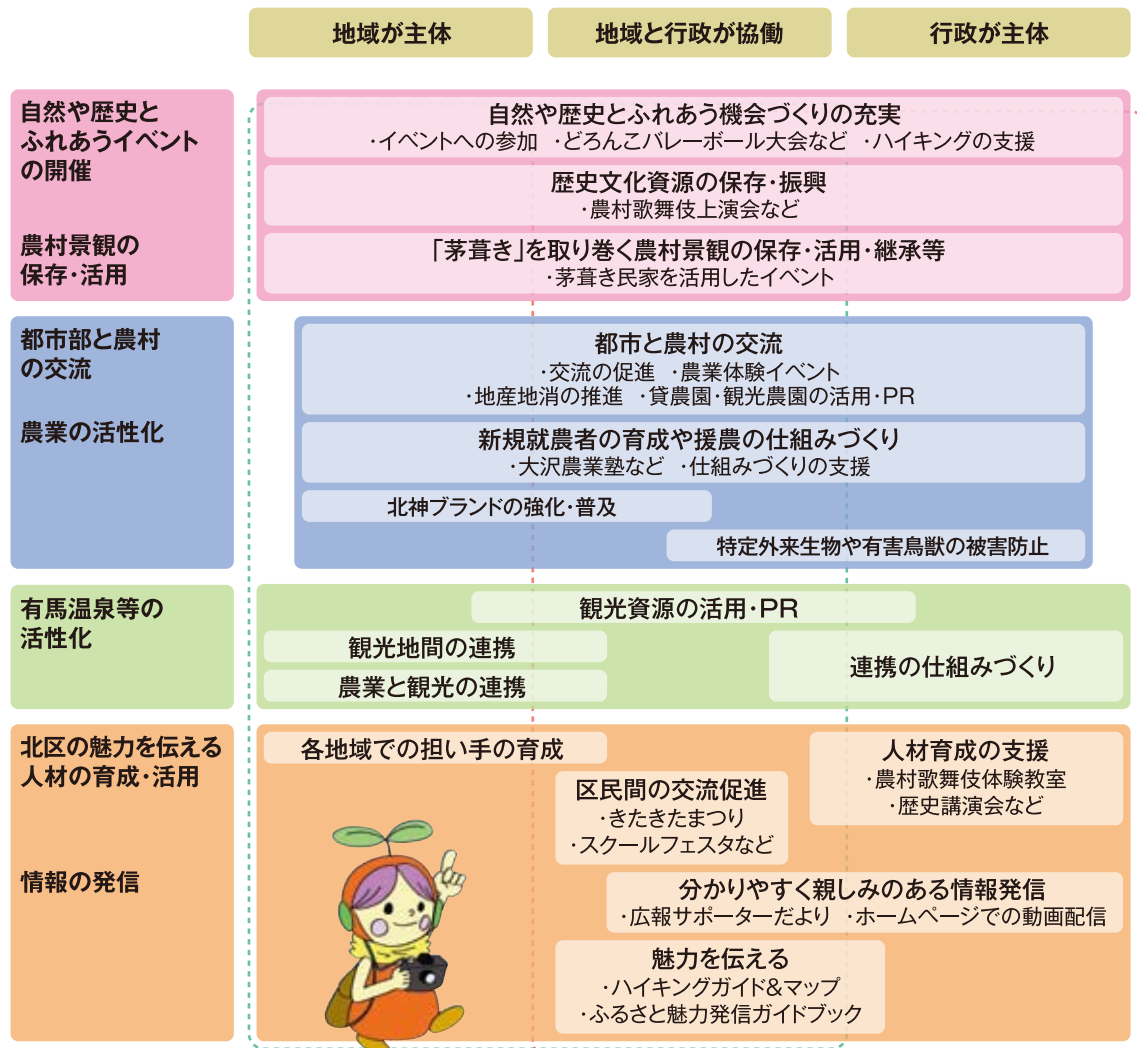 地域が主体
地域と行政が協働
行政が主体
自然や歴史と
ふれあうイベント
の開催
農村景観の
保存・活用
自然や歴史とふれあう機会づくりの充実
・イベントへの参加 ・どろんこバレーボール大会など ・ハイキングの支援
歴史文化資源の保存・振興
・農村歌舞伎上演会など
「茅葺き」を取り巻く農村景観の保存・活用・継承等
・茅葺き民家を活用したイベント
都市部と農村
の交流
農業の活性化
都市と農村の交流
・交流の促進 ・農業体験イベント
・地産地消の推進 ・貸農園・観光農園の活用・PR
新規就農者の育成や援農の仕組みづくり
・大沢農業塾など ・仕組みづくりの支援
北神ブランドの強化・普及
特定外来生物や有害鳥獣の被害防止
有馬温泉等の
活性化
観光資源の活用・PR
観光地間の連携
農業と観光の連携
連携の仕組みづくり
北区の魅力を伝える
人材の育成・活用
情報の発信
各地域での担い手の育成
人材育成の支援
・農村歌舞伎体験教室
・歴史講演会など
区民間の交流促進
・きたきたまつり
・スクールフェスタなど
分かりやすく親しみのある情報発信
・広報サポーターだより ・ホームページでの動画配信
魅力を伝える
・ハイキングガイド&マップ
・ふるさと魅力発信ガイドブック